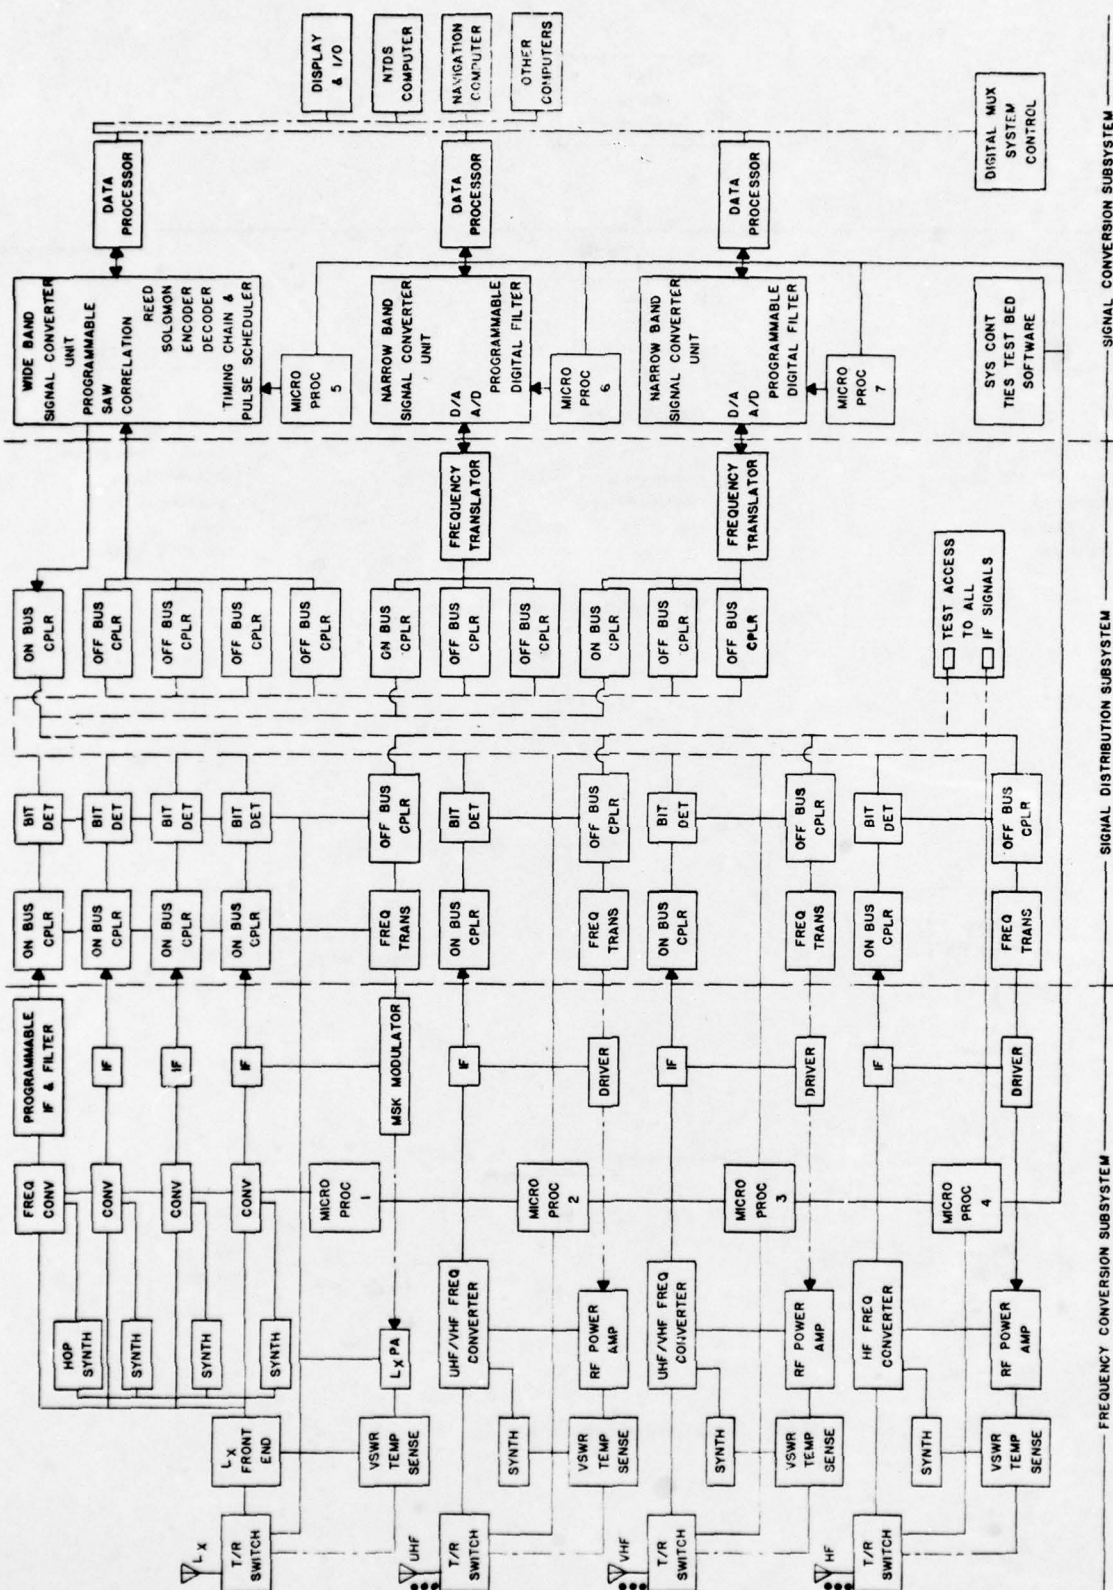 LX
T/R
SWITCH
LX
FRONT
END
HOP
SYNTH
SYNTH
SYNTH
SYNTH
FREQ
CONV
CONV
CONV
CONV
PROGRAMMABLE
IF & FILTER
IF
IF
IF
ON BUS
CPLR
ON BUS
CPLR
ON BUS
CPLR
ON BUS
CPLR
BIT
DET
BIT
DET
BIT
DET
BIT
DET
VSWR
TEMP
SENSE
LX PA
MICRO
PROC
1
MSK MODULATOR
FREQ
TRANS
OFF BUS
CPLR
UHF
T/R
SWITCH
SYNTH
UHF/VHF FREQ
CONVERTER
IF
ON BUS
CPLR
BIT
DET
VSWR
TEMP
SENSE
RF POWER
AMP
MICRO
PROC
2
DRIVER
FREQ
TRANS
OFF BUS
CPLR
VHF
T/R
SWITCH
SYNTH
UHF/VHF FREQ
CONVERTER
IF
ON BUS
CPLR
BIT
DET
VSWR
TEMP
SENSE
RF POWER
AMP
MICRO
PROC
3
DRIVER
FREQ
TRANS
OFF BUS
CPLR
HF
T/R
SWITCH
SYNTH
HF FREQ
CONVERTER
IF
ON BUS
CPLR
BIT
DET
VSWR
TEMP
SENSE
RF POWER
AMP
MICRO
PROC
4
DRIVER
FREQ
TRANS
OFF BUS
CPLR
ON BUS
CPLR
OFF BUS
CPLR
OFF BUS
CPLR
OFF BUS
CPLR
OFF BUS
CPLR
ON BUS
CPLR
OFF BUS
CPLR
OFF BUS
CPLR
ON BUS
CPLR
OFF BUS
CPLR
OFF BUS
CPLR
FREQUENCY
TRANSLATOR
FREQUENCY
TRANSLATOR
TEST ACCESS
TO ALL
IF SIGNALS
WIDE BAND
SIGNAL CONVERTER
UNIT
PROGRAMMABLE
SAW
CORRELATION
REED
SOLOMON
ENCODER
DECODER
TIMING CHAIN &
PULSE SCHEDULER
MICRO
PROC
5
NARROW BAND
SIGNAL CONVERTER
UNIT
D/A
A/D
PROGRAMMABLE
DIGITAL FILTER
MICRO
PROC
6
NARROW BAND
SIGNAL CONVERTER
UNIT
D/A
A/D
PROGRAMMABLE
DIGITAL FILTER
MICRO
PROC
7
SYS CONT
TIES TEST BED
SOFTWARE
DATA
PROCESSOR
DATA
PROCESSOR
DATA
PROCESSOR
DISPLAY
& I/O
NTDS
COMPUTER
NAVIGATION
COMPUTER
OTHER
COMPUTERS
DIGITAL MUX
SYSTEM
CONTROL
FREQUENCY CONVERSION SUBSYSTEM
SIGNAL DISTRIBUTION SUBSYSTEM
SIGNAL CONVERSION SUBSYSTEM